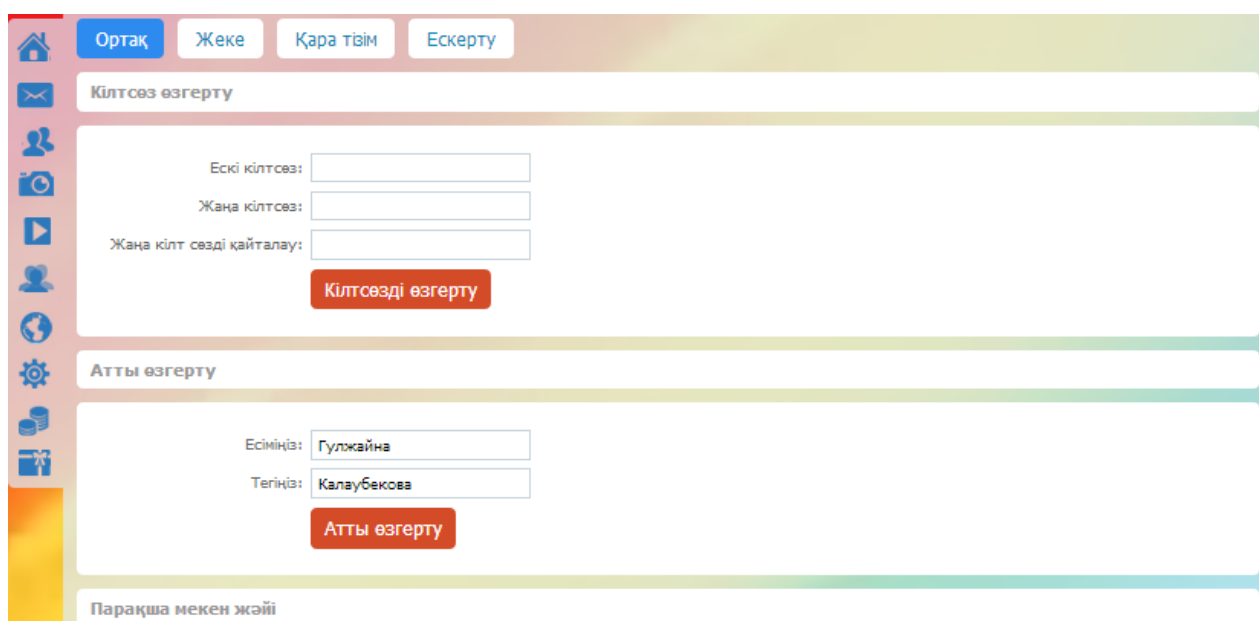 Ортақ Жеке Қара тізім Ескерту
Кілтсөз өзгерту
Ескі кілтсөз:
Жаңа кілтсөз:
Жаңа кілт сөзді қайталау:
Кілтсөзді өзгерту
Атты өзгерту
Есіміңіз: Гулжайна
Тегіңіз: Калаубекова
Атты өзгерту
Парақша мекен жәйі